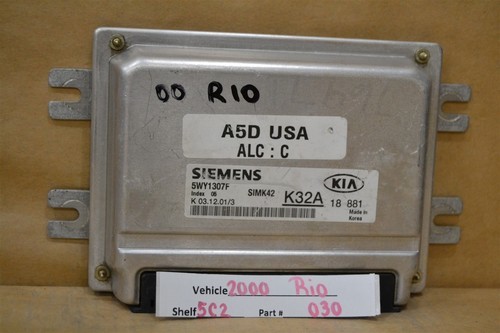 00 RIO
A5D USA
ALC : C
SIEMENS
5WY1307F
Index 06 SIMK42
K 03.12.01/3
K32A
KIA
18 881
Made in
Korea
Vehicle 2000 Rio
Shelf 5C2 Part # 030